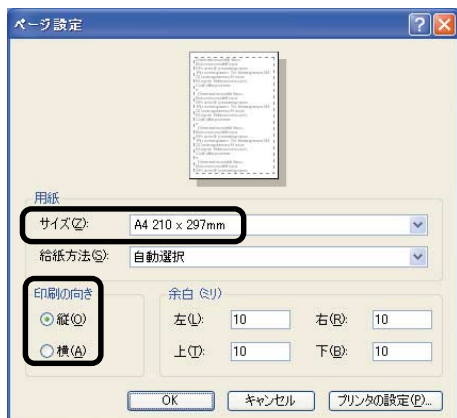 ページ設定
用紙
サイズ(Z): A4 210 x 297mm
給紙方法(S): 自動選択
印刷の向き
縦(O)
横(A)
余白 (ミリ)
左(L): 10 右(R): 10
上(T): 10 下(B): 10
OK キャンセル プリンタの設定(P)...